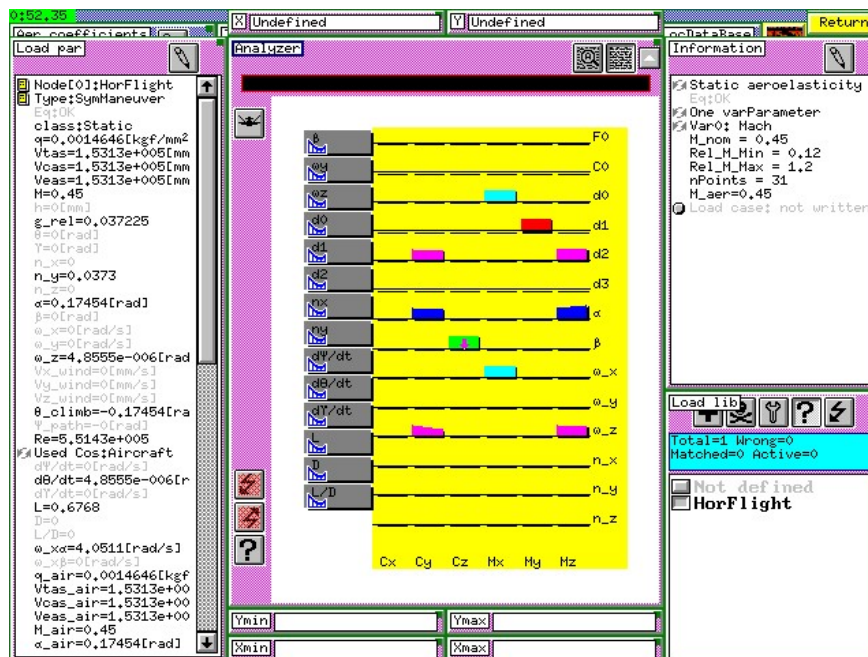 0:52.35
X Undefined
Y Undefined
Return
Aer coefficients
ocDataBase
Load par
Node[0]:HorFlight
Type:SymManeuver
Eq:OK
class:Static
q=0.0014646[kgf/mm²
Vtas=1.5313e+005[mm
Vcas=1.5313e+005[mm
Veas=1.5313e+005[mm
M=0.45
h=0[mm]
g_rel=0.037225
θ=0[rad]
ϒ=0[rad]
n_x=0
n_y=0.0373
n_z=0
α=0.17454[rad]
β=0[rad]
ω_x=0[rad/s]
ω_y=0[rad/s]
ω_z=4.8555e-006[rad
Vx_wind=0[mm/s]
Vy_wind=0[mm/s]
Vz_wind=0[mm/s]
θ_climb=-0.17454[ra
Ψ_path=-0[rad]
Re=5.5143e+005
Used Cos:Aircraft
dΨ/dt=0[rad/s]
dθ/dt=4.8555e-006[r
dϒ/dt=0[rad/s]
L=0.6768
D=0
L/D=0
ω_xα=4.0511[rad/s]
ω_xβ=0[rad/s]
q_air=0.0014646[kgf
Vtas_air=1.5313e+00
Vcas_air=1.5313e+00
Veas_air=1.5313e+00
M_air=0.45
α_air=0.17454[rad]
Analyzer
β
ωy
ωz
d0
d1
d2
nx
ny
dΨ/dt
dθ/dt
dϒ/dt
L
D
L/D
F0
C0
d0
d1
d2
d3
α
β
ω_x
ω_y
ω_z
n_x
n_y
n_z
Cx Cy Cz Mx My Mz
?
Ymin
Ymax
Xmin
Xmax
Information
Static aeroelasticity
Eq:OK
One varParameter
Var0: Mach
M_nom = 0.45
Rel_M_Min = 0.12
Rel_M_Max = 1.2
nPoints = 31
M_aer=0.45
Load case: not written
Load lib
?
Total=1 Wrong=0
Matched=0 Active=0
Not defined
HorFlight